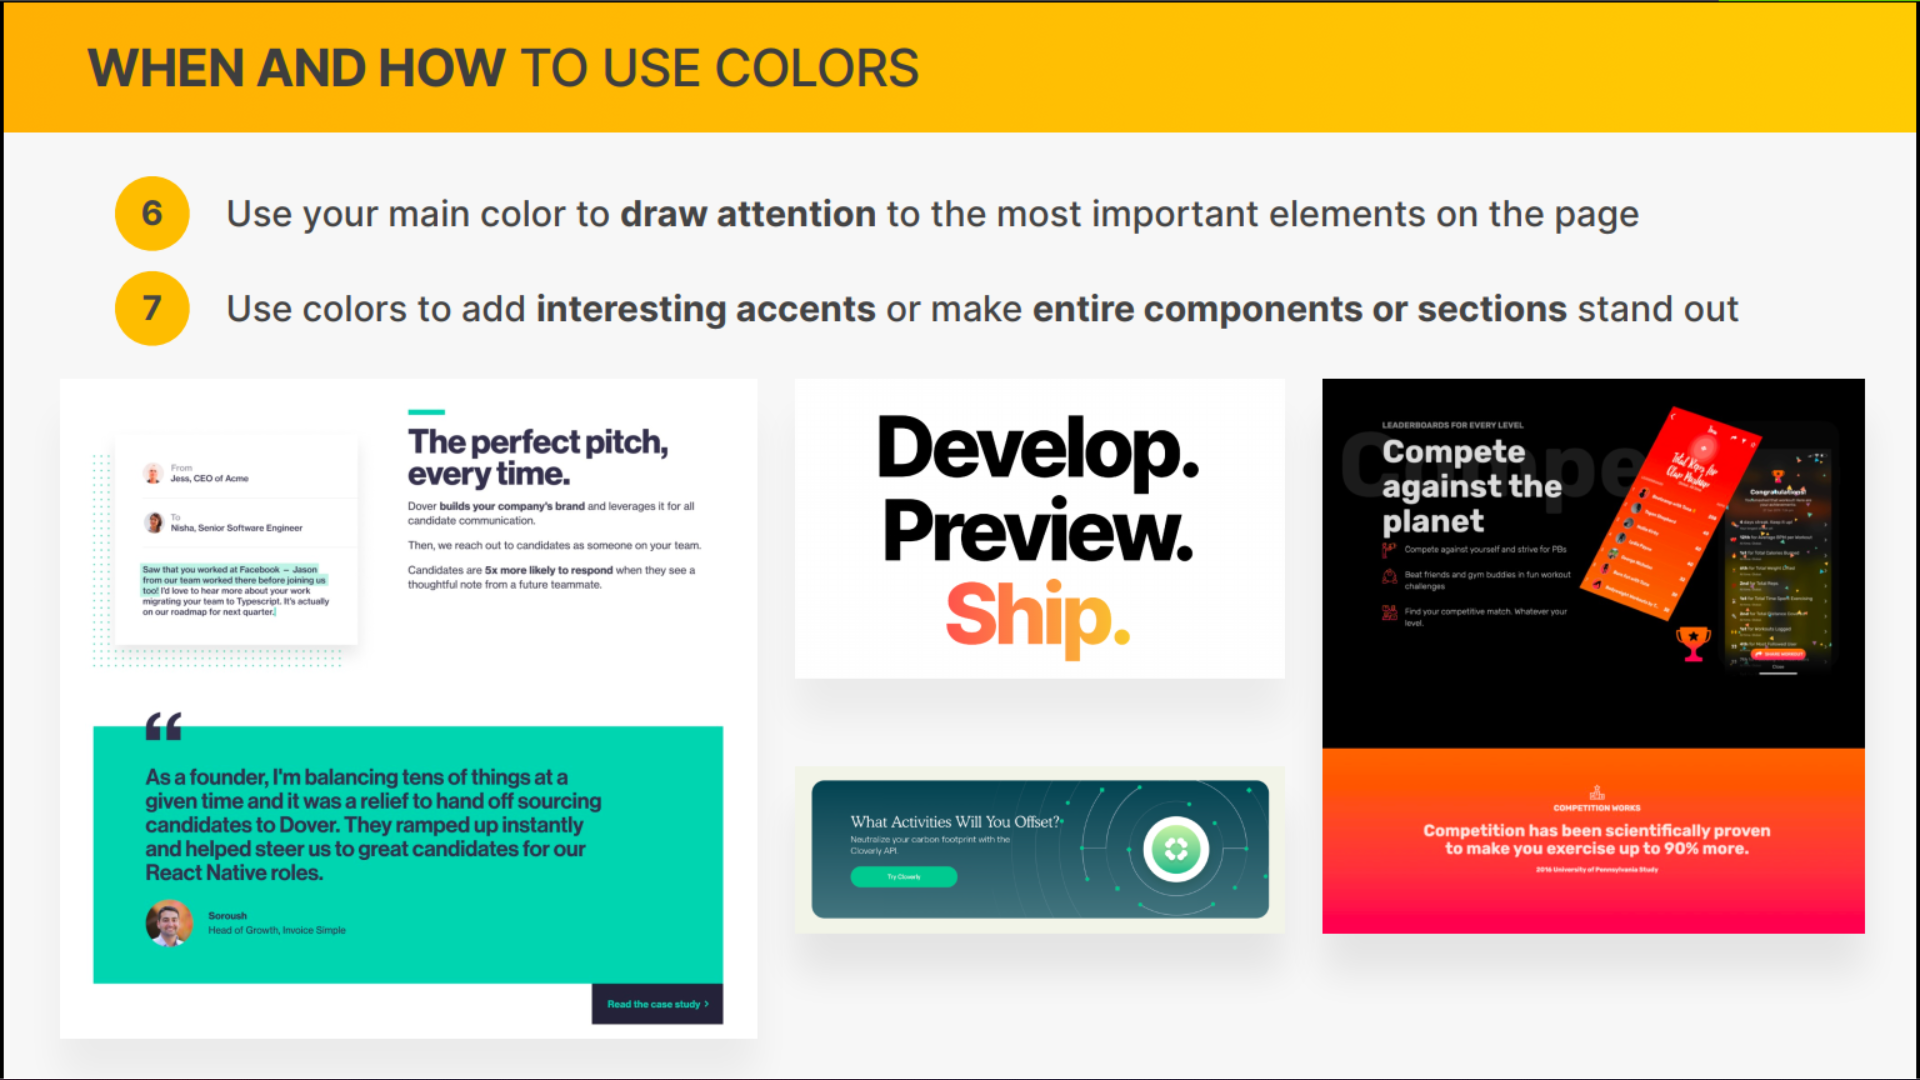 WHEN AND HOW TO USE COLORS
6
Use your main color to draw attention to the most important elements on the page
7
Use colors to add interesting accents or make entire components or sections stand out
From
Jess, CEO of Acme
To
Nisha, Senior Software Engineer
Saw that you worked at Facebook – Jason
from our team worked there before joining us
too! I'd love to hear more about your work
migrating your team to Typescript. It's actually
on our roadmap for next quarter.
The perfect pitch,
every time.
Dover builds your company's brand and leverages it for all
candidate communication.
Then, we reach out to candidates as someone on your team.
Candidates are 5x more likely to respond when they see a
thoughtful note from a future teammate.
“
As a founder, I'm balancing tens of things at a
given time and it was a relief to hand off sourcing
candidates to Dover. They ramped up instantly
and helped steer us to great candidates for our
React Native roles.
Soroush
Head of Growth, Invoice Simple
Read the case study >
Develop.
Preview.
Ship.
What Activities Will You Offset?
Neutralize your carbon footprint with the
Cloverly API.
Try Cloverly
LEADERBOARDS FOR EVERY LEVEL
Compete
against the
planet
Compete against yourself and strive for PBs
Beat friends and gym buddies in fun workout
challenges
Find your competitive match. Whatever your
level.
Congratulations!
Close
COMPETITION WORKS
Competition has been scientifically proven
to make you exercise up to 90% more.
2016 University of Pennsylvania Study